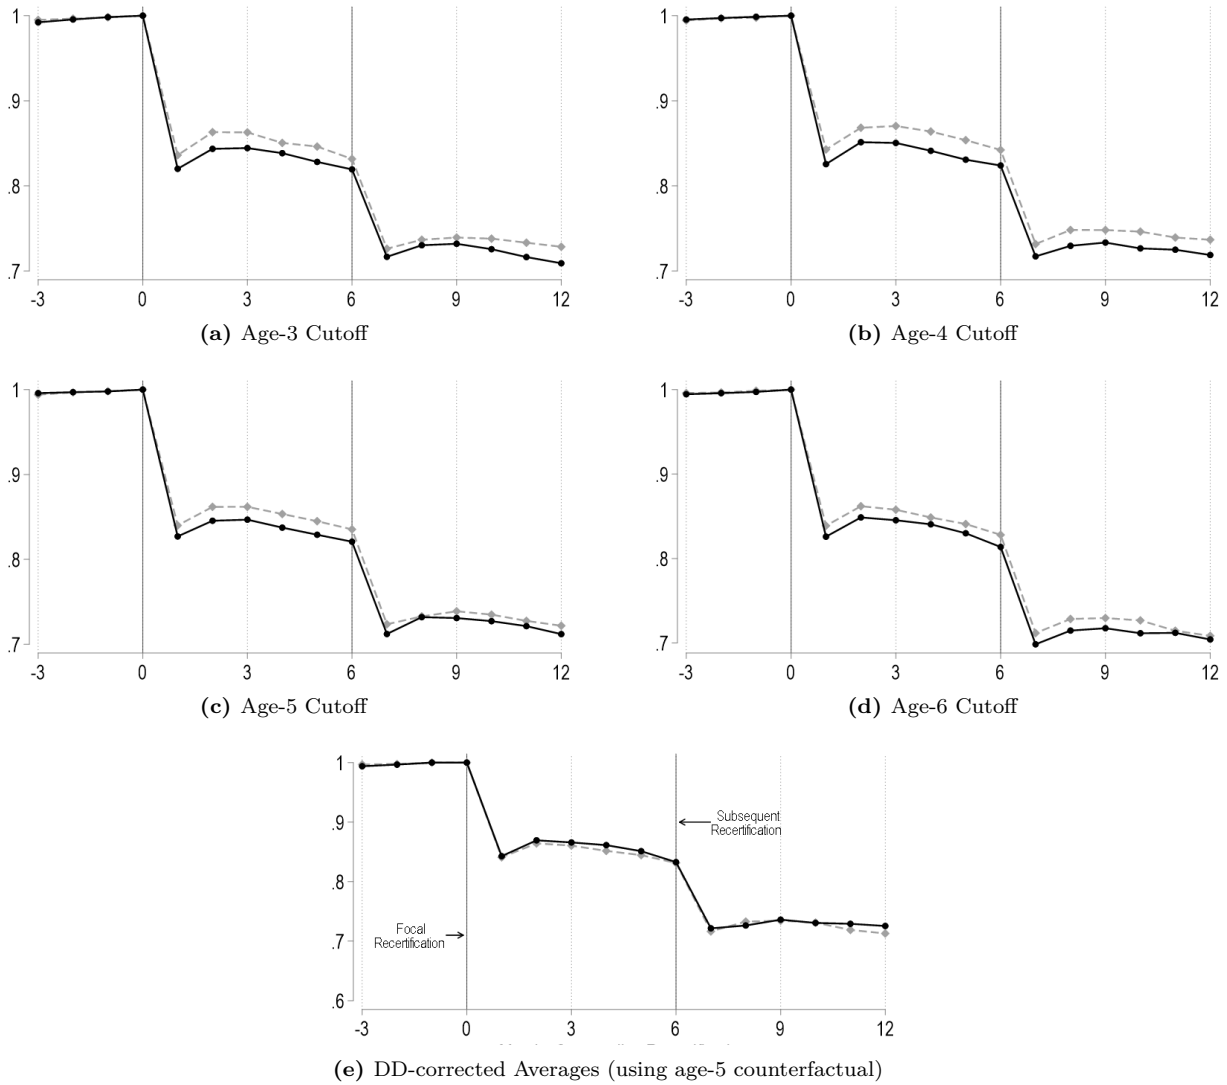 1
.9
.8
.7
-3 0 3 6 9 12
(a) Age-3 Cutoff
1
.9
.8
.7
-3 0 3 6 9 12
(b) Age-4 Cutoff
1
.9
.8
.7
-3 0 3 6 9 12
(c) Age-5 Cutoff
1
.9
.8
.7
-3 0 3 6 9 12
(d) Age-6 Cutoff
1
.9
.8
.7
.6
Subsequent
Recertification
Focal
Recertification
-3 0 3 6 9 12
(e) DD-corrected Averages (using age-5 counterfactual)